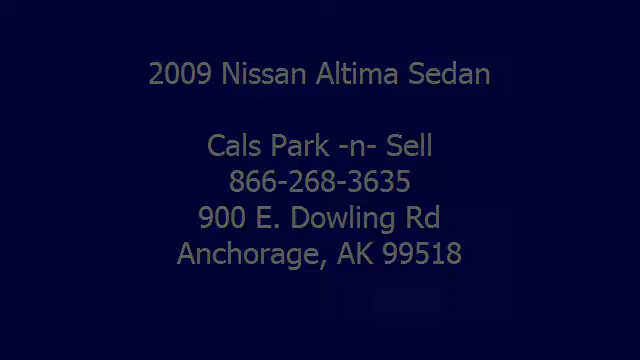 2009 Nissan Altima Sedan
Cals Park -n- Sell
866-268-3635
900 E. Dowling Rd
Anchorage, AK 99518